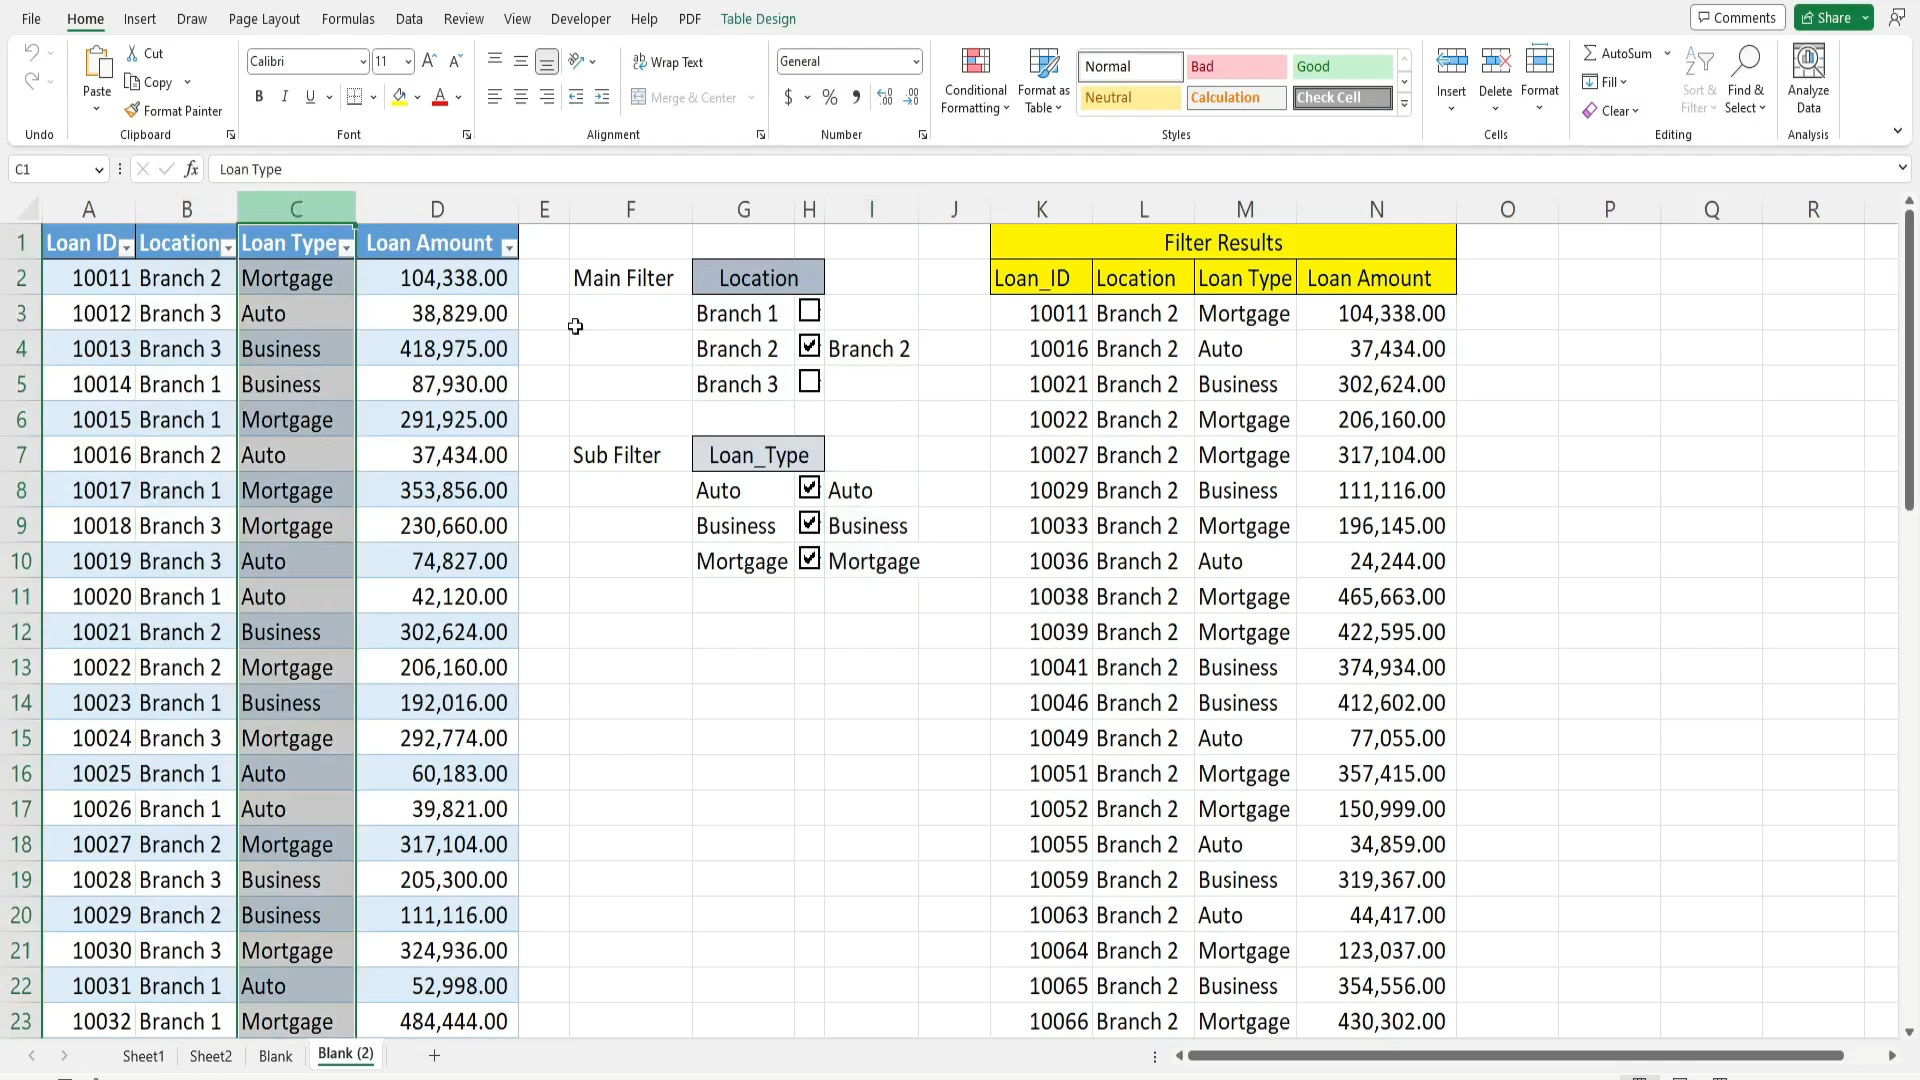 File Home Insert Draw Page Layout Formulas Data Review View Developer Help PDF Table Design Comments Share
Cut Calibri 11 A A ab Wrap Text General Normal Bad Good AutoSum
Paste Copy Format Painter B I U A Merge & Center $ % Conditional Formatting Format as Table Neutral Calculation Check Cell Insert Delete Format Fill Clear Sort & Filter Find & Select Analyze Data
Undo Clipboard Font Alignment Number Styles Cells Editing Analysis
C1 fx Loan Type
A B C D E F G H I J K L M N O P Q R
1 Loan ID Location Loan Type Loan Amount Filter Results
2 10011 Branch 2 Mortgage 104,338.00 Main Filter Location Loan_ID Location Loan Type Loan Amount
3 10012 Branch 3 Auto 38,829.00 Branch 1 10011 Branch 2 Mortgage 104,338.00
4 10013 Branch 3 Business 418,975.00 Branch 2 Branch 2 10016 Branch 2 Auto 37,434.00
5 10014 Branch 1 Business 87,930.00 Branch 3 10021 Branch 2 Business 302,624.00
6 10015 Branch 1 Mortgage 291,925.00 10022 Branch 2 Mortgage 206,160.00
7 10016 Branch 2 Auto 37,434.00 Sub Filter Loan_Type 10027 Branch 2 Mortgage 317,104.00
8 10017 Branch 1 Mortgage 353,856.00 Auto Auto 10029 Branch 2 Business 111,116.00
9 10018 Branch 3 Mortgage 230,660.00 Business Business 10033 Branch 2 Mortgage 196,145.00
10 10019 Branch 3 Auto 74,827.00 Mortgage Mortgage 10036 Branch 2 Auto 24,244.00
11 10020 Branch 1 Auto 42,120.00 10038 Branch 2 Mortgage 465,663.00
12 10021 Branch 2 Business 302,624.00 10039 Branch 2 Mortgage 422,595.00
13 10022 Branch 2 Mortgage 206,160.00 10041 Branch 2 Business 374,934.00
14 10023 Branch 1 Business 192,016.00 10046 Branch 2 Business 412,602.00
15 10024 Branch 3 Mortgage 292,774.00 10049 Branch 2 Auto 77,055.00
16 10025 Branch 1 Auto 60,183.00 10051 Branch 2 Mortgage 357,415.00
17 10026 Branch 1 Auto 39,821.00 10052 Branch 2 Mortgage 150,999.00
18 10027 Branch 2 Mortgage 317,104.00 10055 Branch 2 Auto 34,859.00
19 10028 Branch 3 Business 205,300.00 10059 Branch 2 Business 319,367.00
20 10029 Branch 2 Business 111,116.00 10063 Branch 2 Auto 44,417.00
21 10030 Branch 3 Mortgage 324,936.00 10064 Branch 2 Mortgage 123,037.00
22 10031 Branch 1 Auto 52,998.00 10065 Branch 2 Business 354,556.00
23 10032 Branch 1 Mortgage 484,444.00 10066 Branch 2 Mortgage 430,302.00
Sheet1 Sheet2 Blank Blank (2)